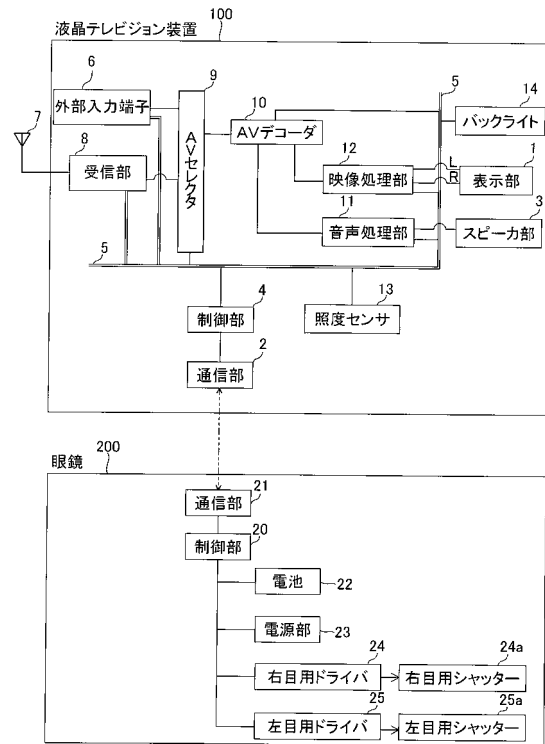 液晶テレビジョン装置
100
6
外部入力端子
7
8
受信部
9
AVセレクタ
10
AVデコーダ
5
14
バックライト
12
映像処理部
L
R
1
表示部
11
音声処理部
3
スピーカ部
5
4
制御部
13
照度センサ
2
通信部
眼鏡
200
21
通信部
20
制御部
電池
22
電源部
23
24
右目用ドライバ
24a
右目用シャッター
25
左目用ドライバ
25a
左目用シャッター